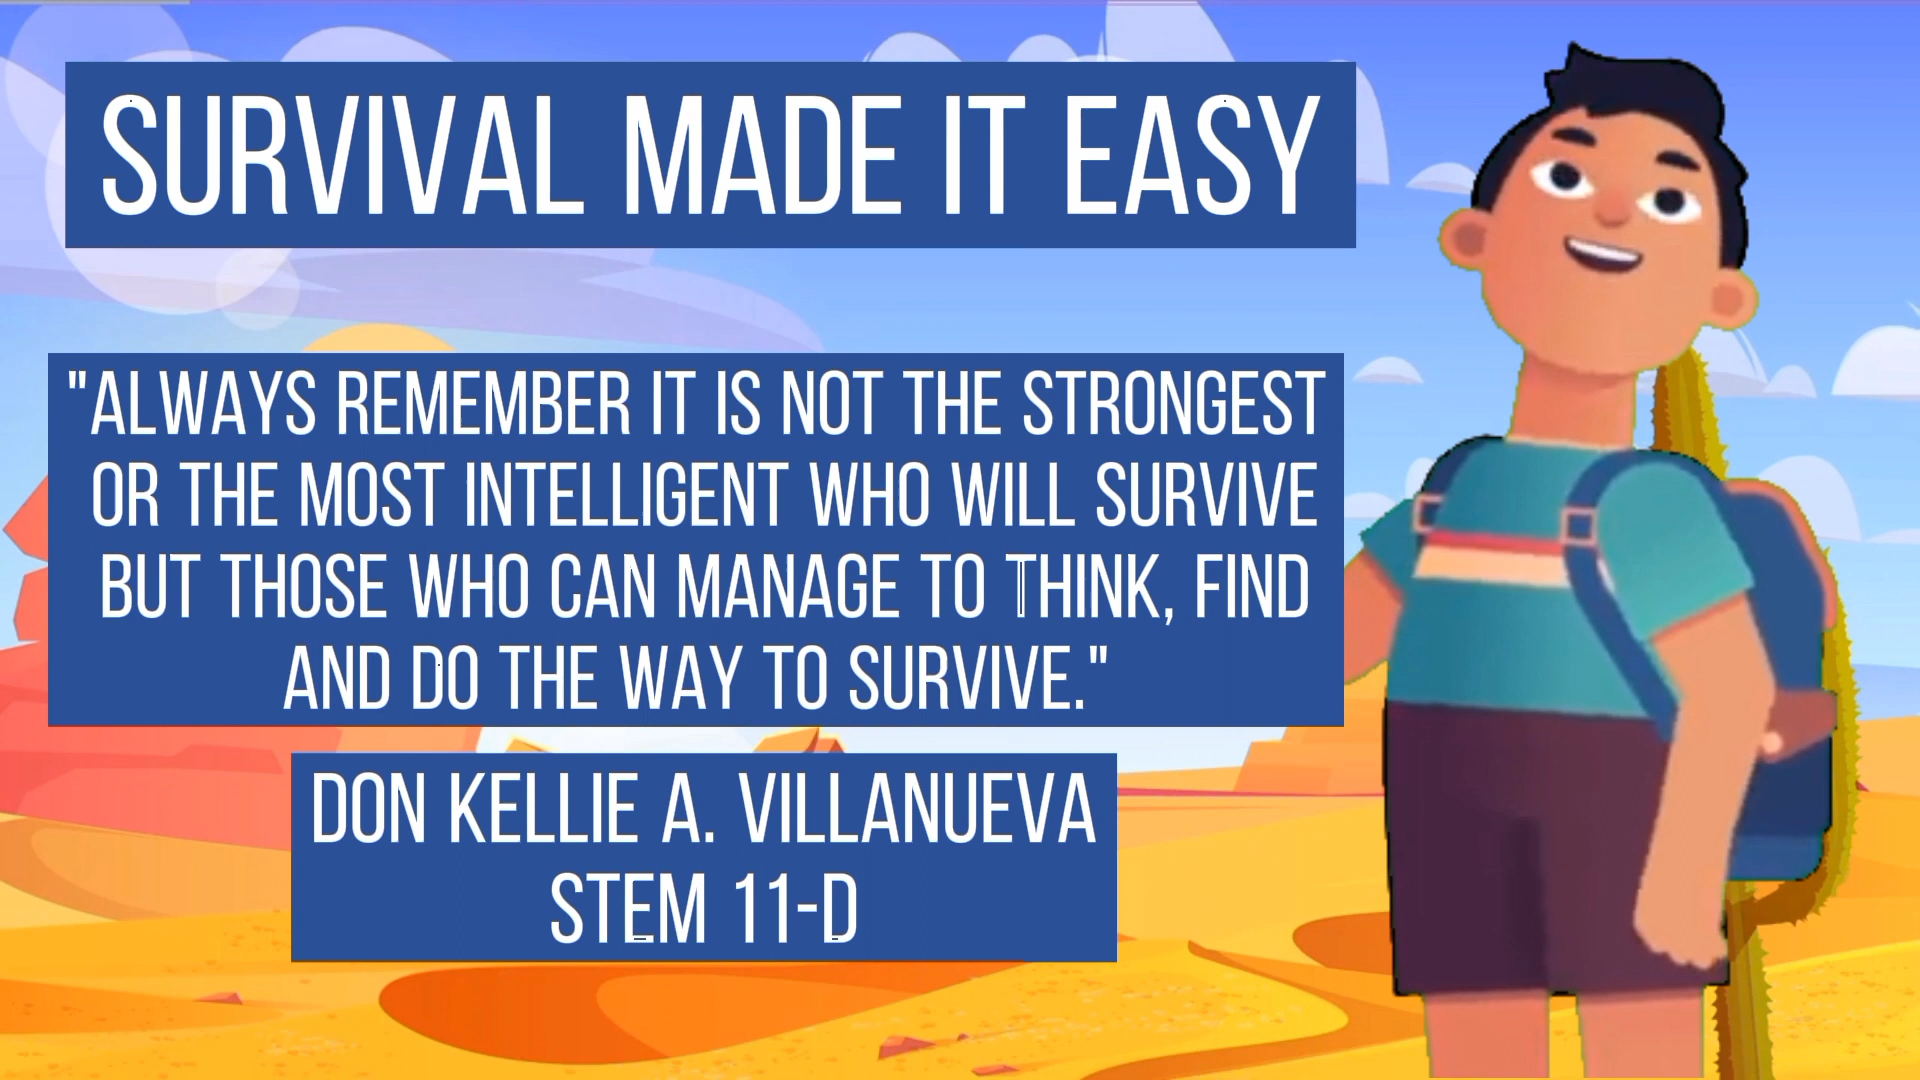 SURVIVAL MADE IT EASY
"ALWAYS REMEMBER IT IS NOT THE STRONGEST
OR THE MOST INTELLIGENT WHO WILL SURVIVE
BUT THOSE WHO CAN MANAGE TO THINK, FIND
AND DO THE WAY TO SURVIVE."
DON KELLIE A. VILLANUEVA
STEM 11-D